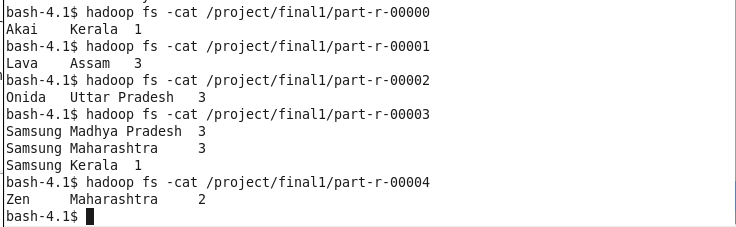 bash-4.1$ hadoop fs -cat /project/final1/part-r-00000
Akai    Kerala  1
bash-4.1$ hadoop fs -cat /project/final1/part-r-00001
Lava    Assam   3
bash-4.1$ hadoop fs -cat /project/final1/part-r-00002
Onida   Uttar Pradesh   3
bash-4.1$ hadoop fs -cat /project/final1/part-r-00003
Samsung Madhya Pradesh  3
Samsung Maharashtra     3
Samsung Kerala  1
bash-4.1$ hadoop fs -cat /project/final1/part-r-00004
Zen     Maharashtra     2
bash-4.1$